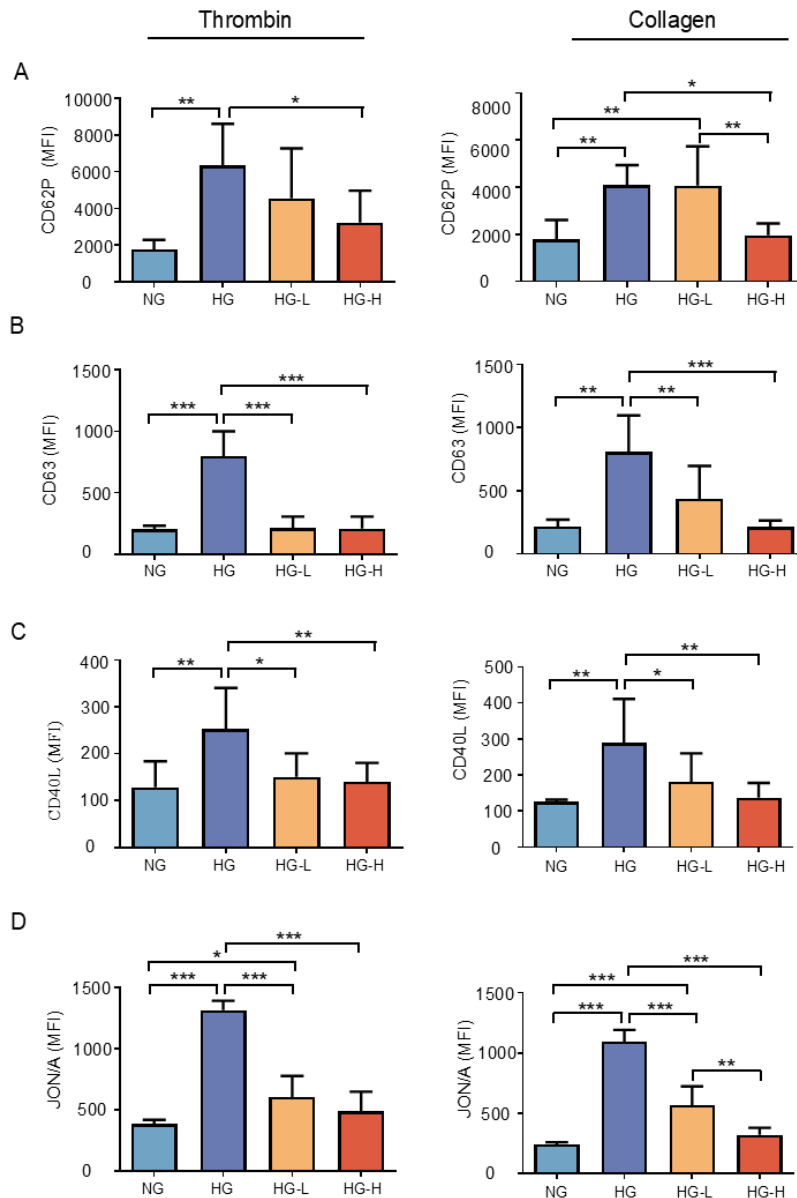 Thrombin
Collagen
A
CD62P (MFI)
10000
8000
6000
4000
2000
0
**
*
NG HG HG-L HG-H
CD62P (MFI)
8000
6000
4000
2000
0
*
**
** **
NG HG HG-L HG-H
B
CD63 (MFI)
1500
1000
500
0
***
*** ***
NG HG HG-L HG-H
CD63 (MFI)
1500
1000
500
0
***
** **
NG HG HG-L HG-H
C
CD40L (MFI)
400
300
200
100
0
**
** *
NG HG HG-L HG-H
CD40L (MFI)
500
400
300
200
100
0
**
** *
NG HG HG-L HG-H
D
JON/A (MFI)
1500
1000
500
0
***
*
*** ***
NG HG HG-L HG-H
JON/A (MFI)
1500
1000
500
0
***
***
*** ***
**
NG HG HG-L HG-H